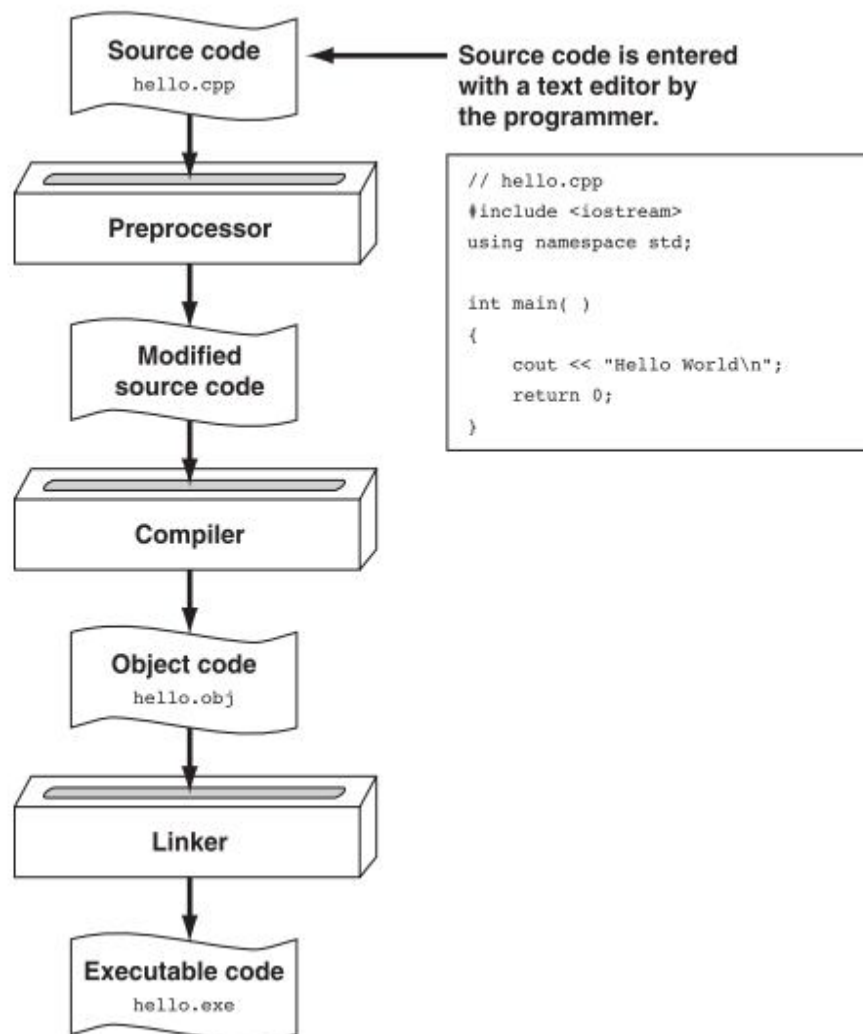 Source code
hello.cpp
Source code is entered
with a text editor by
the programmer.
// hello.cpp
#include <iostream>
using namespace std;
int main( )
{
cout << "Hello World\n";
return 0;
}
Preprocessor
Modified
source code
Compiler
Object code
hello.obj
Linker
Executable code
hello.exe